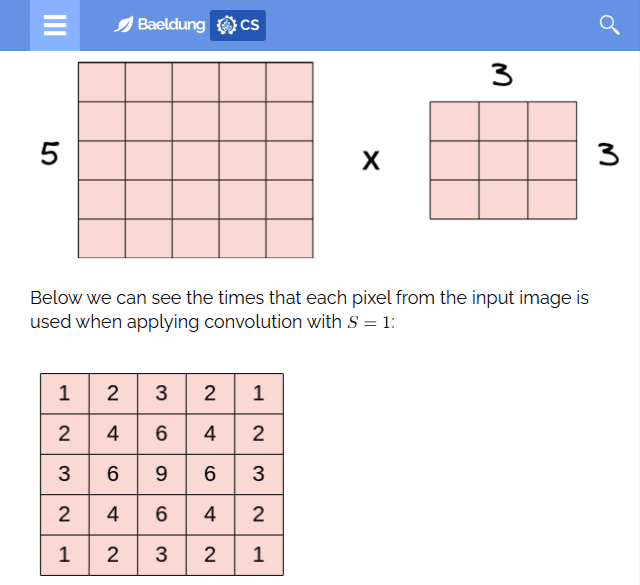 Baeldung CS
3
5 x 3
Below we can see the times that each pixel from the input image is
used when applying convolution with S = 1:
1 2 3 2 1
2 4 6 4 2
3 6 9 6 3
2 4 6 4 2
1 2 3 2 1